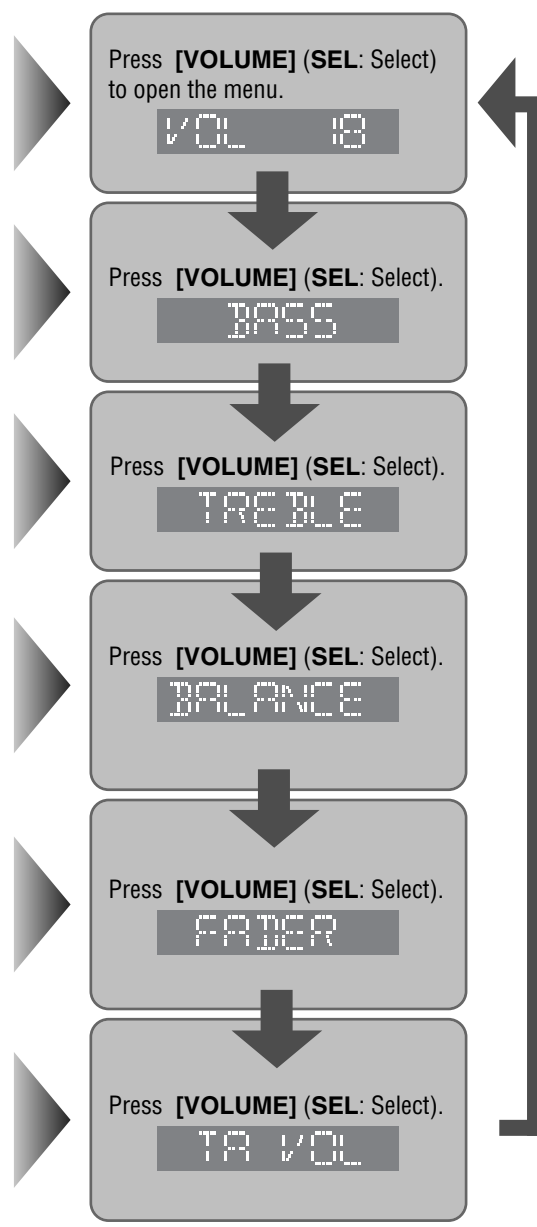 Press [VOLUME] (SEL: Select)
to open the menu.
VOL 18
Press [VOLUME] (SEL: Select).
BASS
Press [VOLUME] (SEL: Select).
TREBLE
Press [VOLUME] (SEL: Select).
BALANCE
Press [VOLUME] (SEL: Select).
FADER
Press [VOLUME] (SEL: Select).
TA VOL